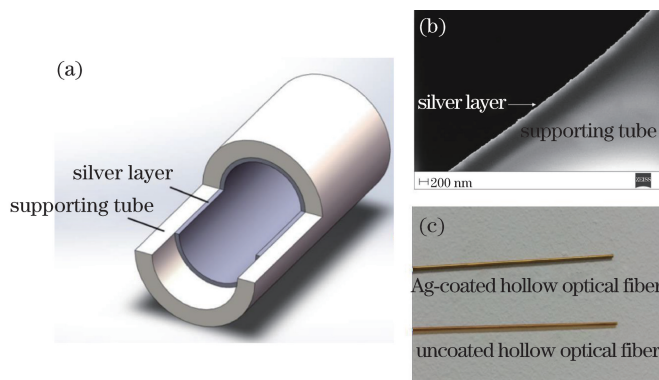 (a)
silver layer
supporting tube
(b)
silver layer
supporting tube
200 nm
ZEISS
(c)
Ag-coated hollow optical fiber
uncoated hollow optical fiber